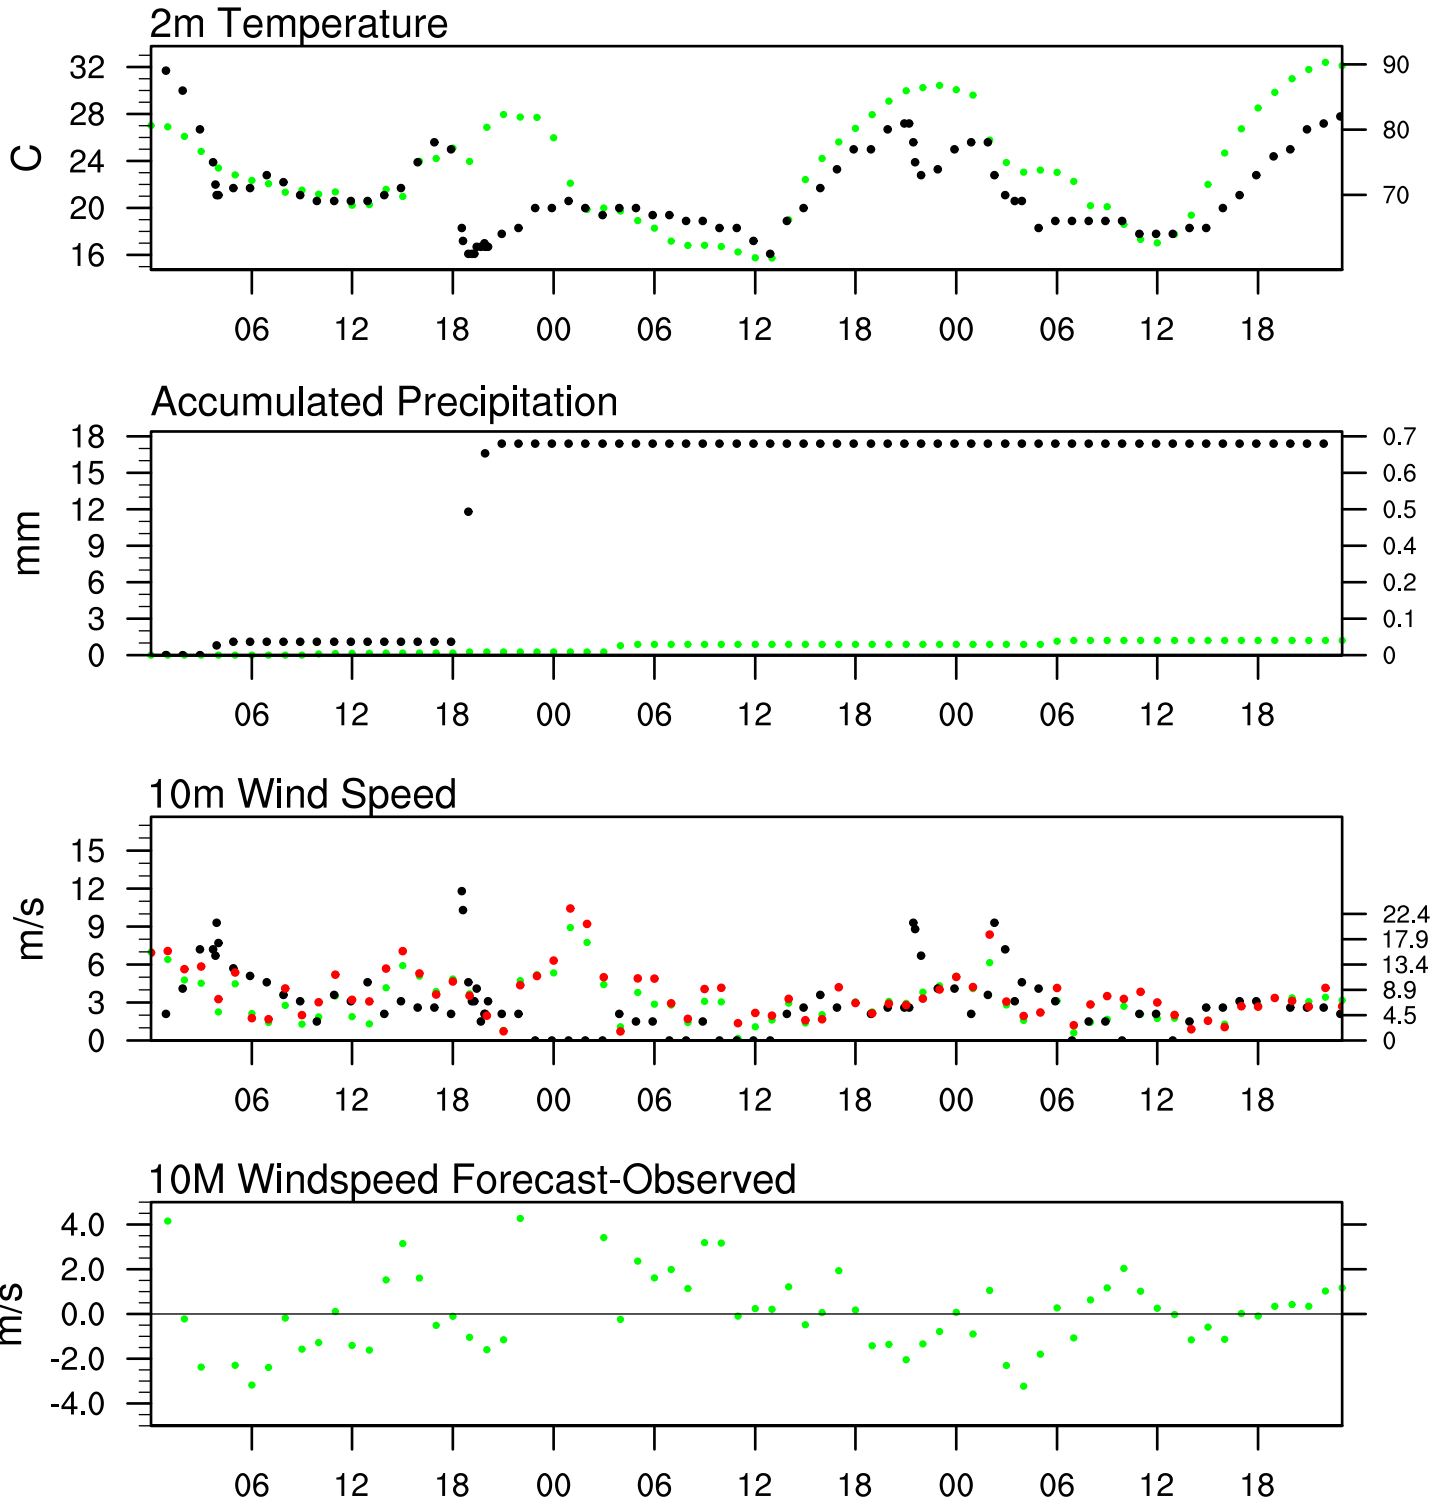 2m Temperature
32 90
28 80
24
20 70
16
C
06 12 18 00 06 12 18 00 06 12 18
Accumulated Precipitation
18 0.7
15 0.6
12 0.5
9 0.4
6 0.2
3 0.1
0 0
mm
06 12 18 00 06 12 18 00 06 12 18
10m Wind Speed
15
12
9 22.4
17.9
6 13.4
3 8.9
4.5
0 0
m/s
06 12 18 00 06 12 18 00 06 12 18
10M Windspeed Forecast-Observed
4.0
2.0
0.0
-2.0
-4.0
m/s
06 12 18 00 06 12 18 00 06 12 18